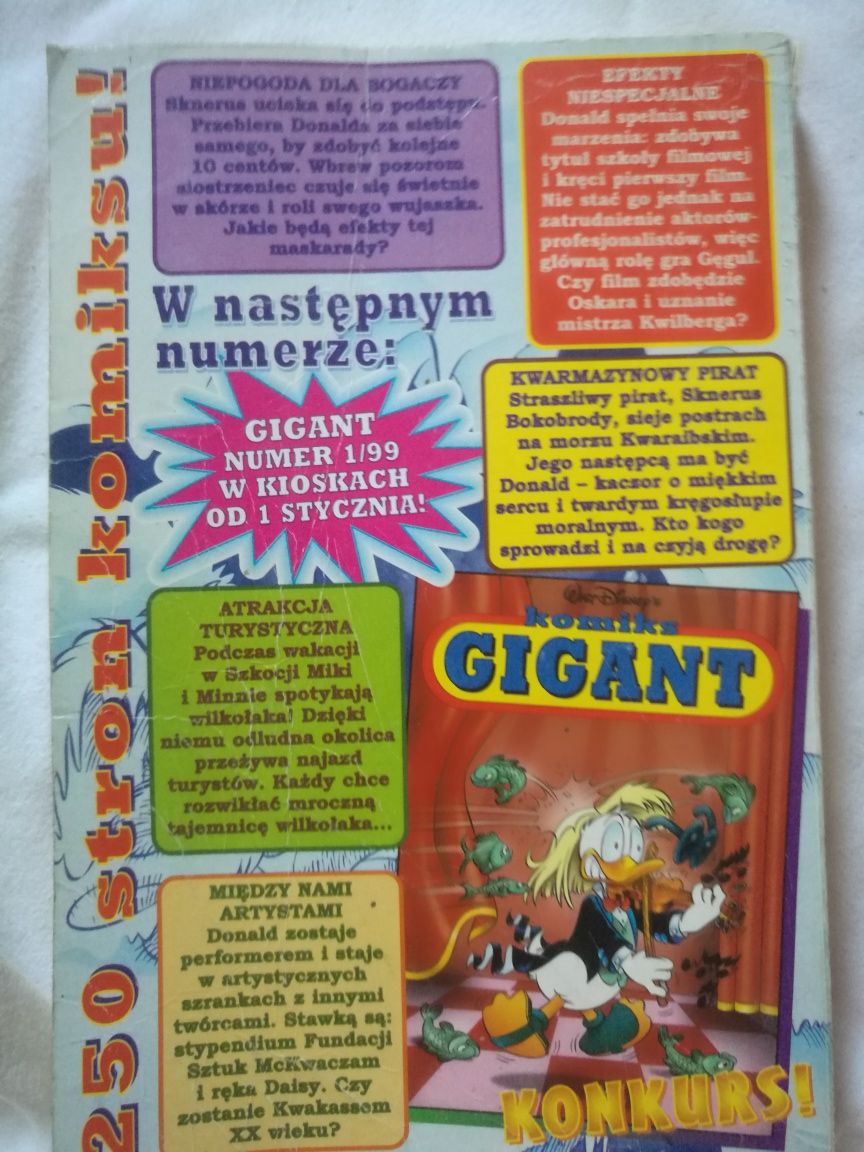 250 stron komiksu!
NIEPOGODA DLA BOGACZY
Sknerus ucieka się do podstępu.
Przebiera Donalda za siebie
samego, by zdobyć kolejne
10 centów. Wbrew pozorom
siostrzeniec czuje się świetnie
w skórze i roli swego wujaszka.
Jakie będą efekty tej
maskarady?
EFEKTY
NIESPECJALNE
Donald spełnia swoje
marzenia: zdobywa
tytuł szkoły filmowej
i kręci pierwszy film.
Nie stać go jednak na
zatrudnienie aktorów-
profesjonalistów, więc
główną rolę gra Gęgul.
Czy film zdobędzie
Oskara i uznanie
mistrza Kwilberga?
W następnym
numerze:
GIGANT
NUMER 1/99
W KIOSKACH
OD 1 STYCZNIA!
KWARMAZYNOWY PIRAT
Straszliwy pirat, Sknerus
Bokobrody, sieje postrach
na morzu Kwaraibskim.
Jego następcą ma być
Donald – kaczor o miękkim
sercu i twardym kręgosłupie
moralnym. Kto kogo
sprowadzi i na czyją drogę?
ATRAKCJA
TURYSTYCZNA
Podczas wakacji
w Szkocji Miki
i Minnie spotykają
wilkołaka! Dzięki
niemu odludna okolica
przeżywa najazd
turystów. Każdy chce
rozwikłać mroczną
tajemnicę wilkołaka...
MIĘDZY NAMI
ARTYSTAMI
Donald zostaje
performerem i staje
w artystycznych
szrankach z innymi
twórcami. Stawką są:
stypendium Fundacji
Sztuk McKwaczam
i ręka Daisy. Czy
zostanie Kwakassem
XX wieku?
WALT DISNEY'S
komiks
GIGANT
KONKURS!